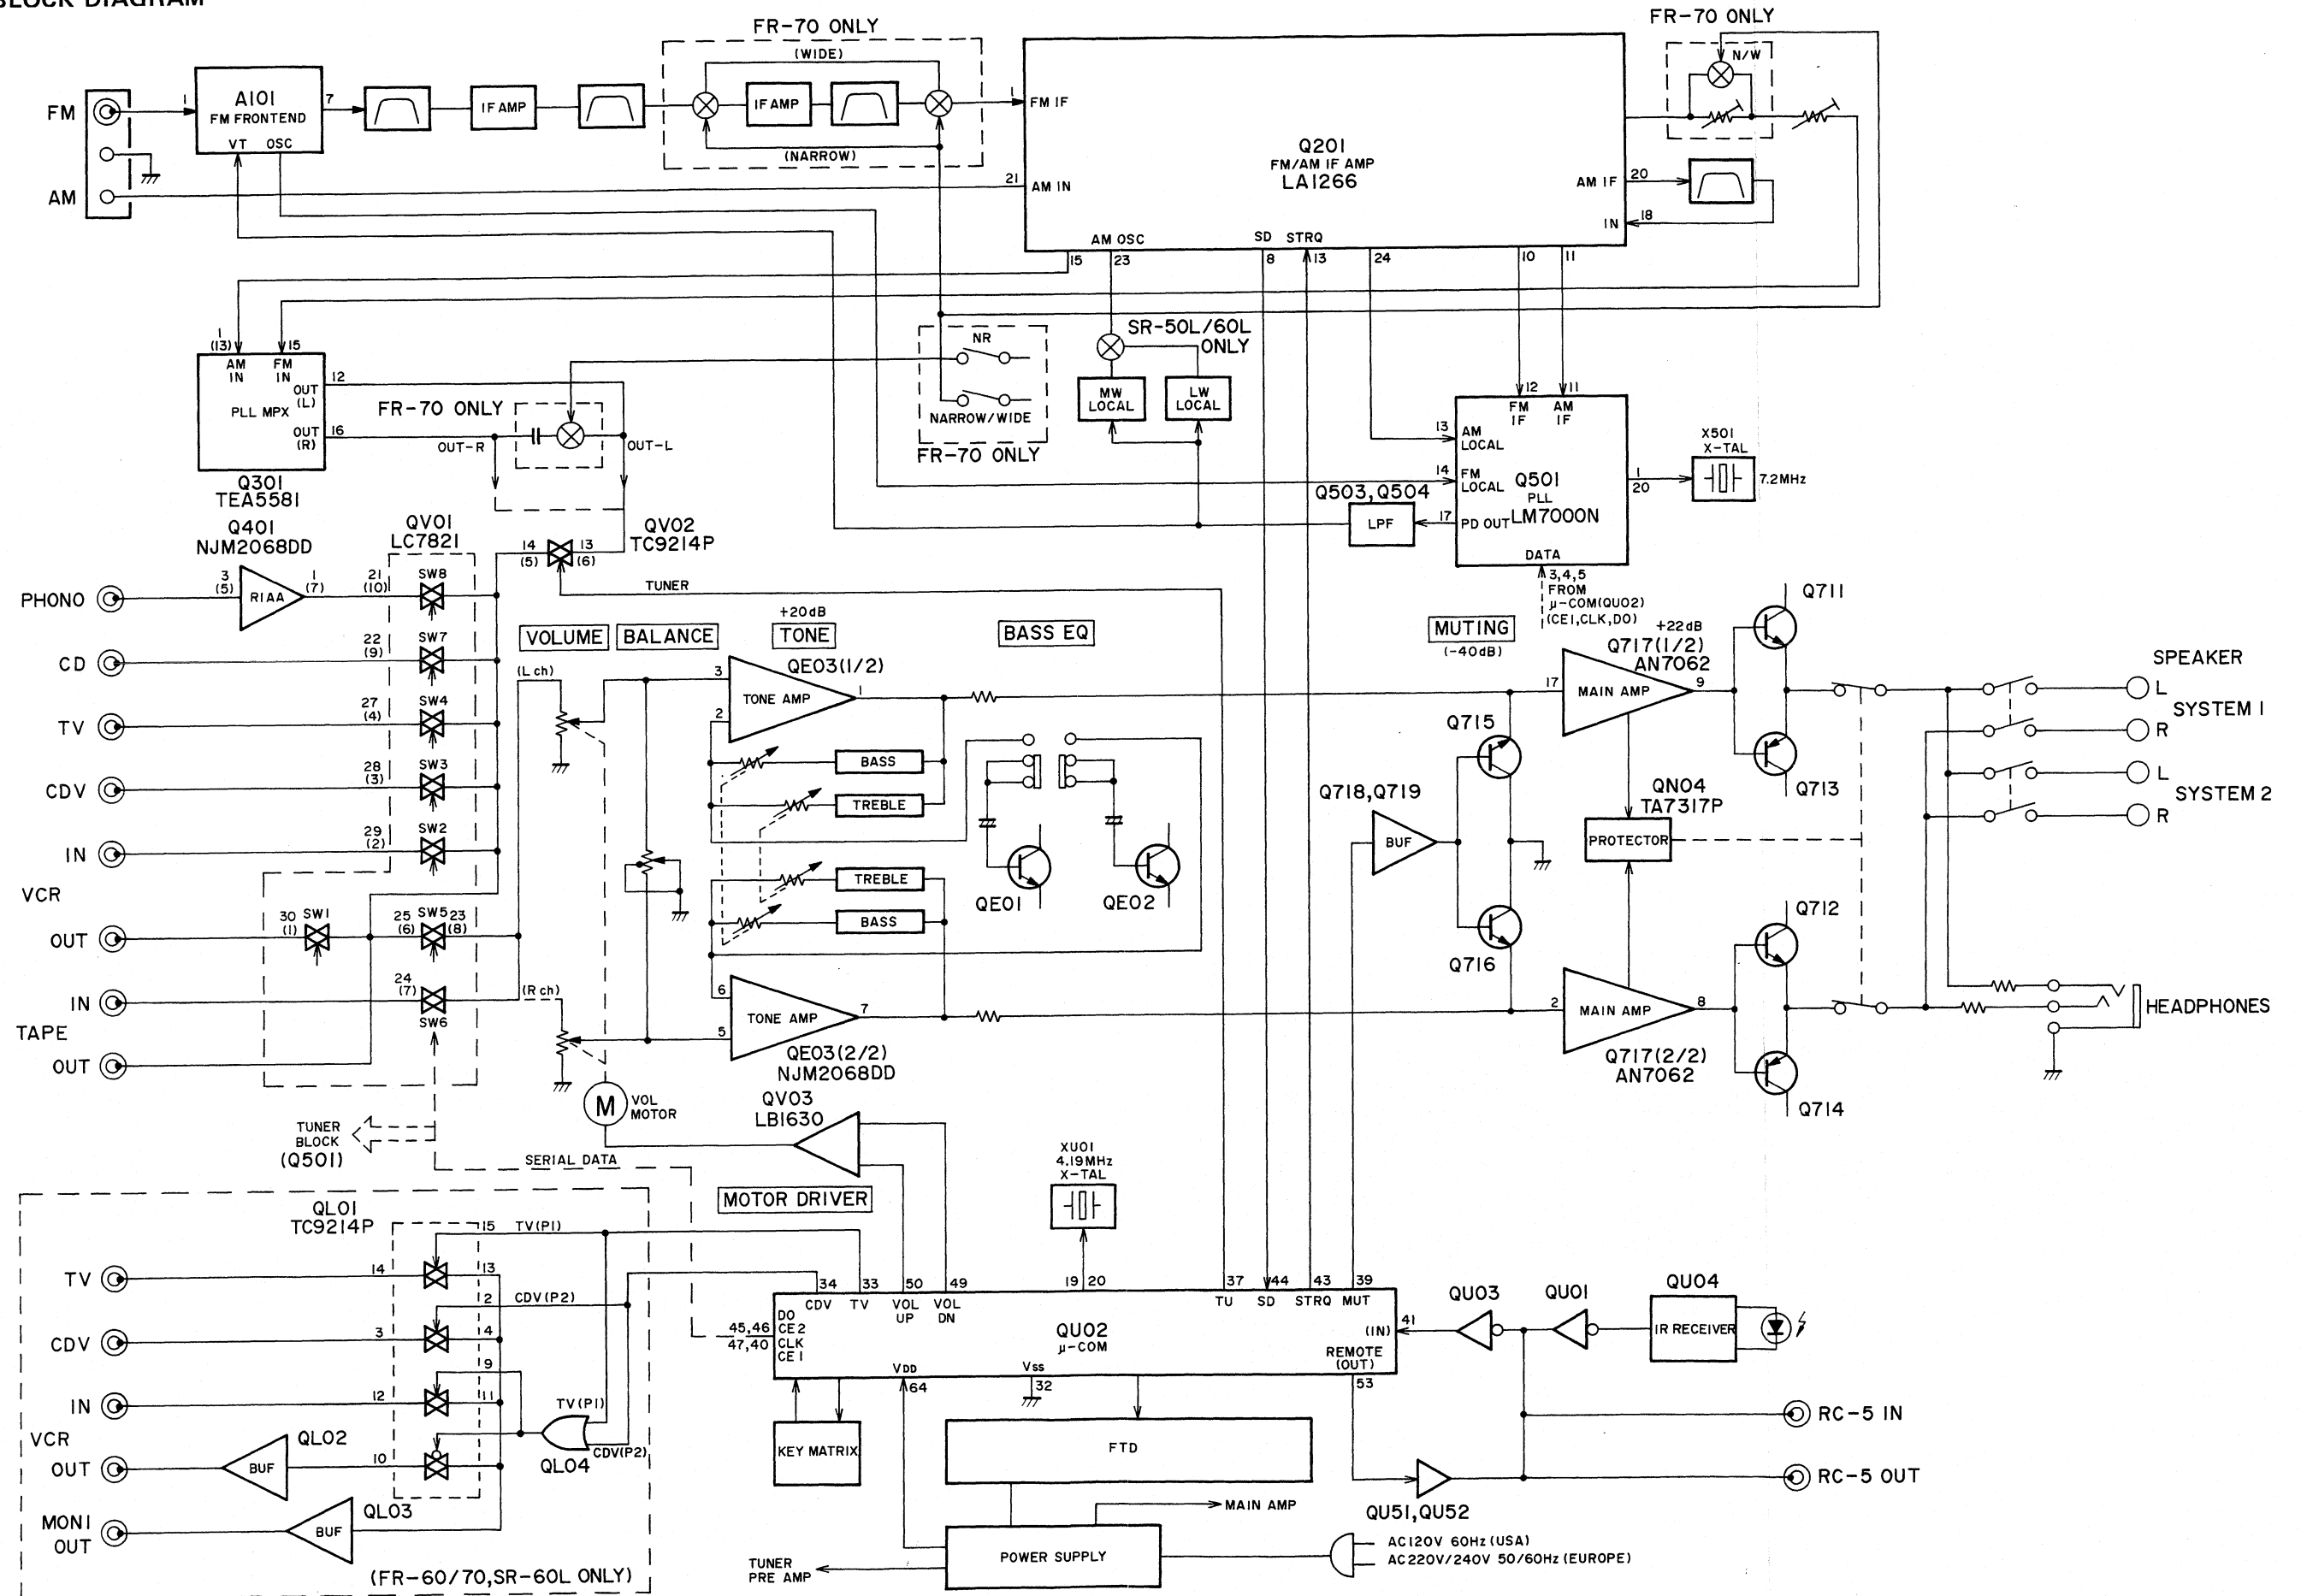 BLOCK DIAGRAM
FR-70 ONLY
(WIDE)
FM
1
A101
FM FRONTEND
VT OSC
7
IF AMP
IF AMP
(NARROW)
1
FM IF
Q201
FM/AM IF AMP
LA1266
FR-70 ONLY
N/W
AM
21
AM IN
AM IF
20
IN
18
AM OSC
SD
STRQ
15
23
8
13
24
10
11
1
(13)
15
AM
IN
FM
IN
OUT
(L)
12
PLL MPX
OUT
(R)
16
Q301
TEA5581
FR-70 ONLY
OUT-R
OUT-L
NR
NARROW/WIDE
FR-70 ONLY
SR-50L/60L
ONLY
MW
LOCAL
LW
LOCAL
12
11
FM
IF
AM
IF
13
AM
LOCAL
14
FM
LOCAL
Q501
PLL
LM7000N
1
20
X501
X-TAL
7.2MHz
Q503,Q504
LPF
17
PD OUT
DATA
3,4,5
FROM
μ-COM(QU02)
(CE1,CLK,DO)
Q401
NJM2068DD
QV01
LC7821
QV02
TC9214P
14
(5)
13
(6)
TUNER
PHONO
3
(5)
RIAA
1
(7)
21
(10)
SW8
CD
22
(9)
SW7
TV
27
(4)
SW4
CDV
28
(3)
SW3
IN
29
(2)
SW2
VCR
OUT
30
(1)
SW1
25
(6)
SW5
23
(8)
IN
24
(7)
SW6
TAPE
OUT
VOLUME
BALANCE
+20dB
TONE
BASS EQ
(L ch)
3
QE03(1/2)
TONE AMP
1
2
BASS
TREBLE
TREBLE
BASS
QE01
QE02
(R ch)
6
TONE AMP
7
5
QE03(2/2)
NJM2068DD
MUTING
(-40dB)
+22dB
Q717(1/2)
AN7062
17
MAIN AMP
9
Q711
Q713
Q715
Q718,Q719
BUF
Q716
QN04
TA7317P
PROTECTOR
2
MAIN AMP
8
Q717(2/2)
AN7062
Q712
Q714
SPEAKER
L
SYSTEM 1
R
L
SYSTEM 2
R
HEADPHONES
M
VOL
MOTOR
QV03
LB1630
TUNER
BLOCK
(Q501)
SERIAL DATA
MOTOR DRIVER
XU01
4.19MHz
X-TAL
QL01
TC9214P
15
TV(P1)
TV
14
13
2
CDV(P2)
CDV
3
4
9
IN
12
11
TV(P1)
CDV(P2)
QL04
VCR
OUT
QL02
BUF
10
MONI
OUT
BUF
QL03
(FR-60/70,SR-60L ONLY)
34
33
50
49
19
20
37
44
43
39
CDV
TV
VOL
UP
VOL
DN
TU
SD
STRQ
MUT
45,46
47,40
DO
CE2
CLK
CE1
QU02
μ-COM
(IN)
41
REMOTE
(OUT)
VDD
64
Vss
32
53
QU03
QU01
QU04
IR RECEIVER
KEY MATRIX
FTD
RC-5 IN
RC-5 OUT
QU51,QU52
MAIN AMP
POWER SUPPLY
TUNER
PRE AMP
AC120V 60Hz (USA)
AC220V/240V 50/60Hz (EUROPE)